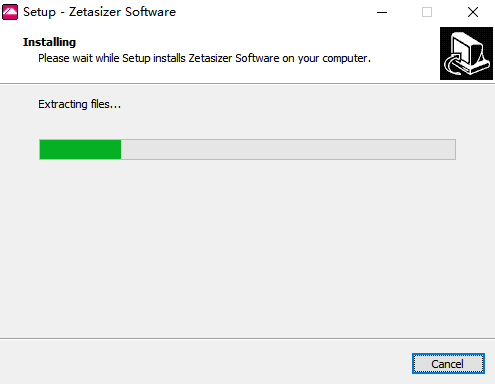 Setup - Zetasizer Software
Installing
Please wait while Setup installs Zetasizer Software on your computer.
Extracting files...
Cancel